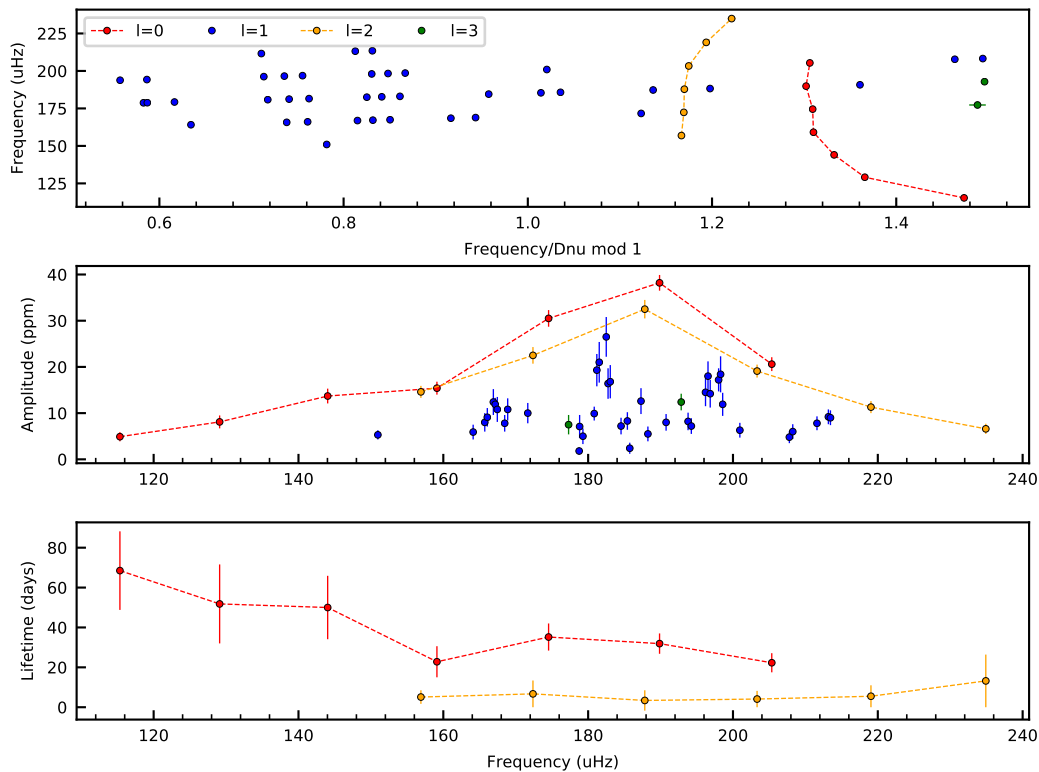 l=0 l=1 l=2 l=3
Frequency (uHz)
225
200
175
150
125
0.6 0.8 1.0 1.2 1.4
Frequency/Dnu mod 1
Amplitude (ppm)
40
30
20
10
0
120 140 160 180 200 220 240
Lifetime (days)
80
60
40
20
0
120 140 160 180 200 220 240
Frequency (uHz)